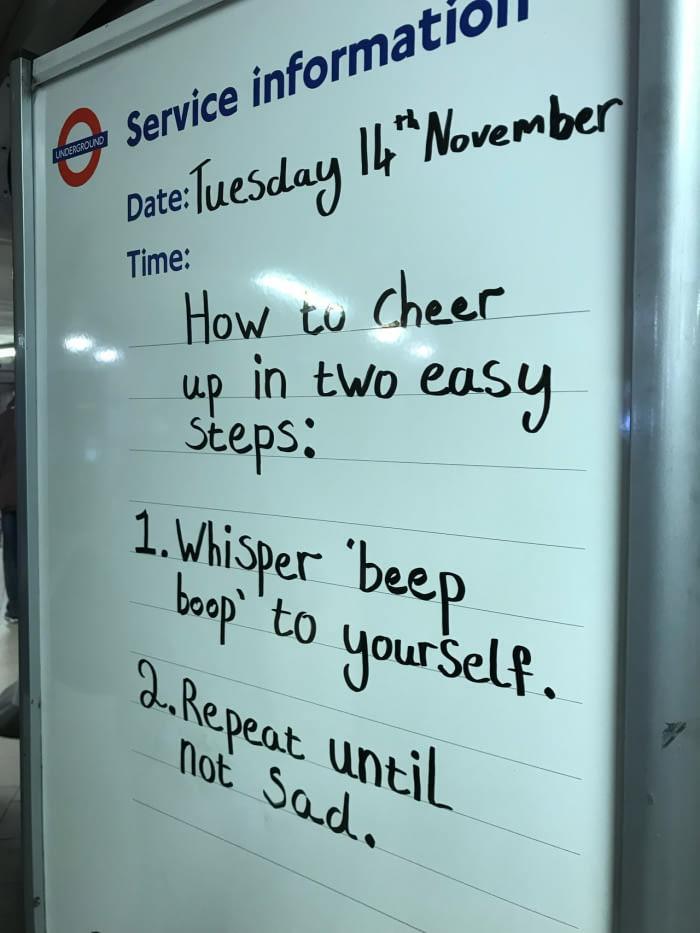 Service information
UNDERGROUND
Date: Tuesday 14th November
Time:
How to cheer
up in two easy
steps:
1. Whisper 'beep
boop' to yourself.
2. Repeat until
not sad.